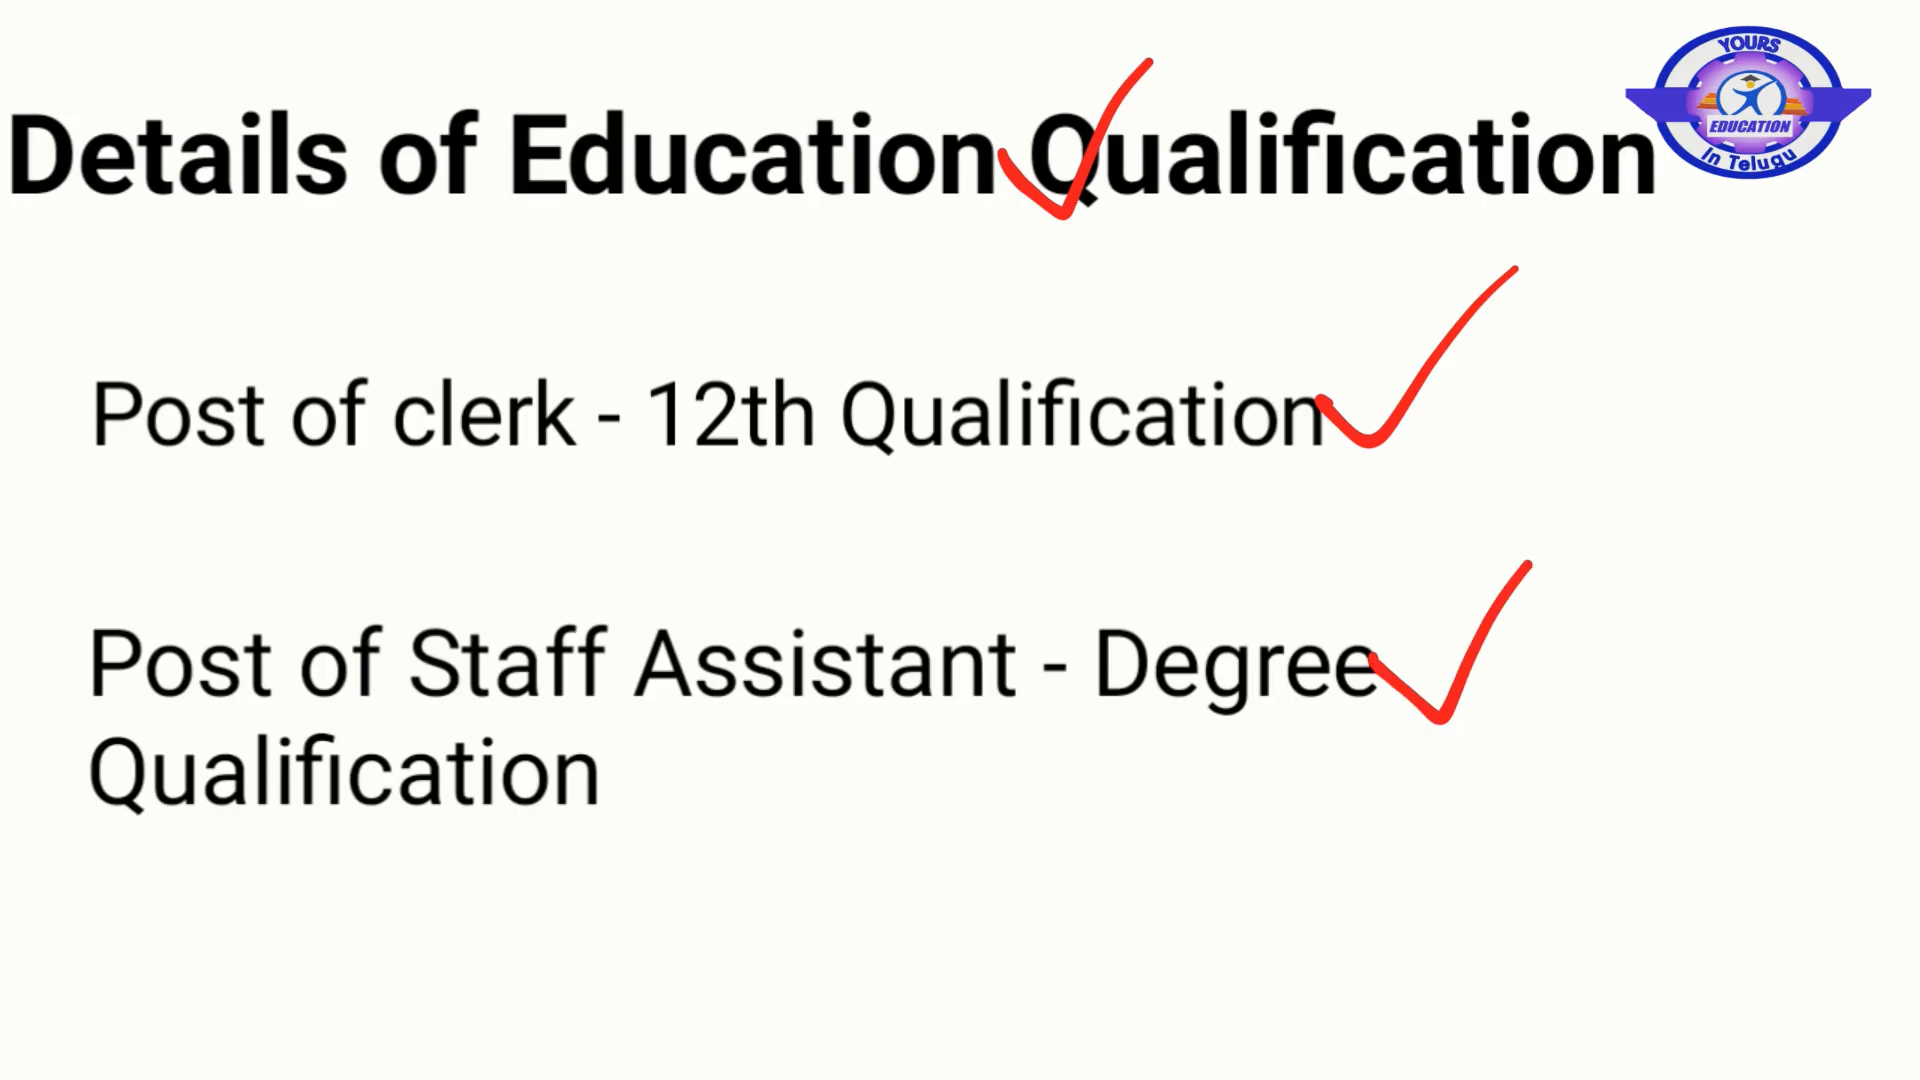 YOURS
EDUCATION
In Telugu
Details of Education Qualification
Post of clerk - 12th Qualification
Post of Staff Assistant - Degree
Qualification